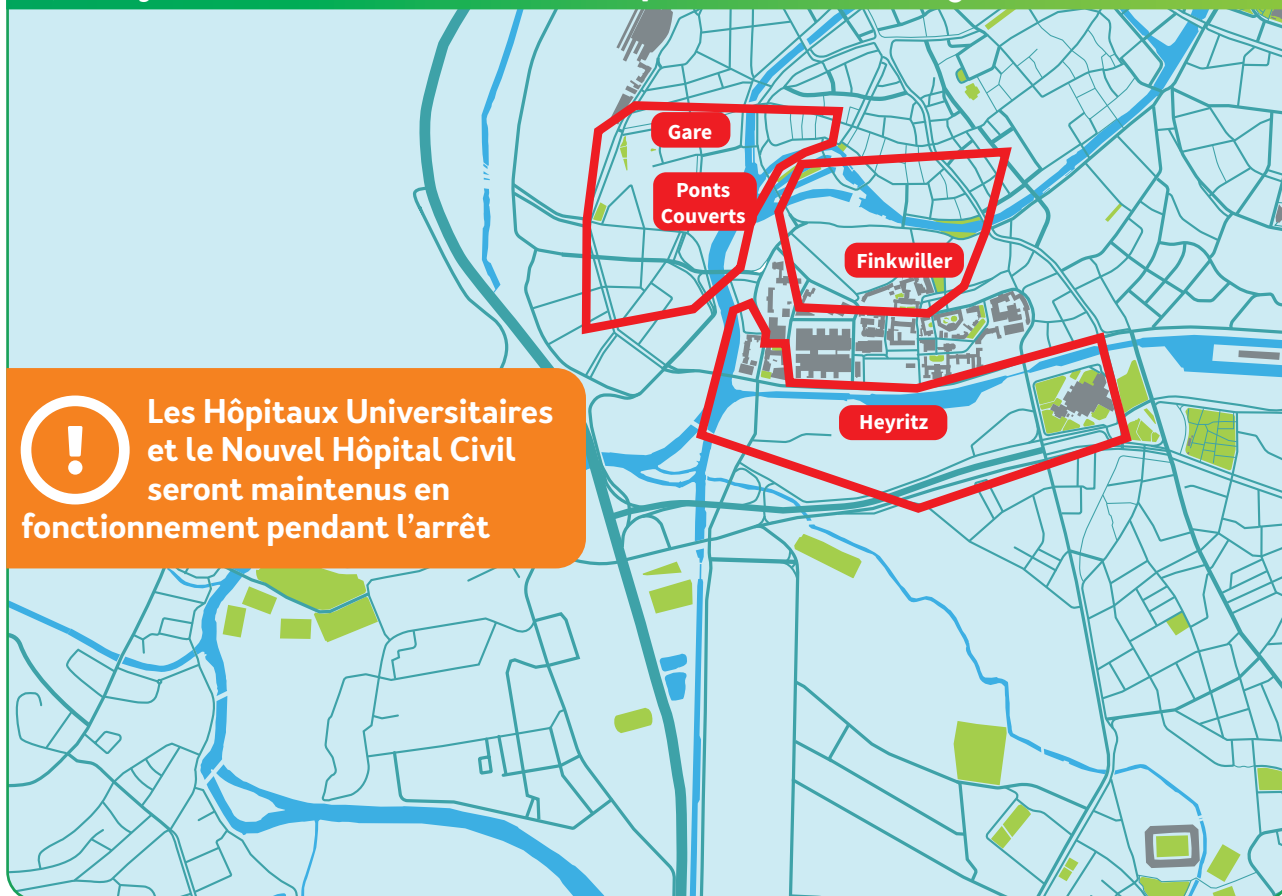 Gare
Ponts
Couverts
Finkwiller
Heyritz
!
Les Hôpitaux Universitaires
et le Nouvel Hôpital Civil
seront maintenus en
fonctionnement pendant l’arrêt